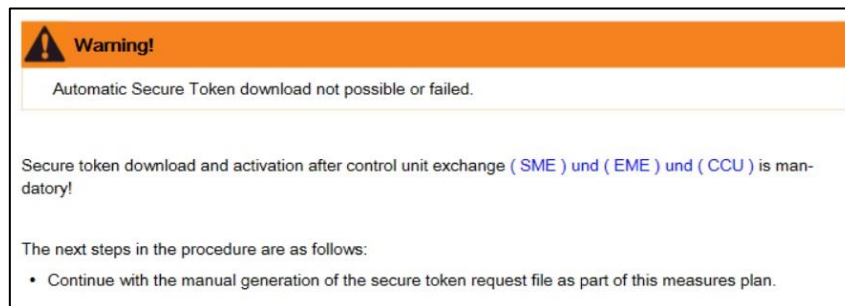 Warning!
Automatic Secure Token download not possible or failed.
Secure token download and activation after control unit exchange ( SME ) und ( EME ) und ( CCU ) is man-
datory!
The next steps in the procedure are as follows:
• Continue with the manual generation of the secure token request file as part of this measures plan.